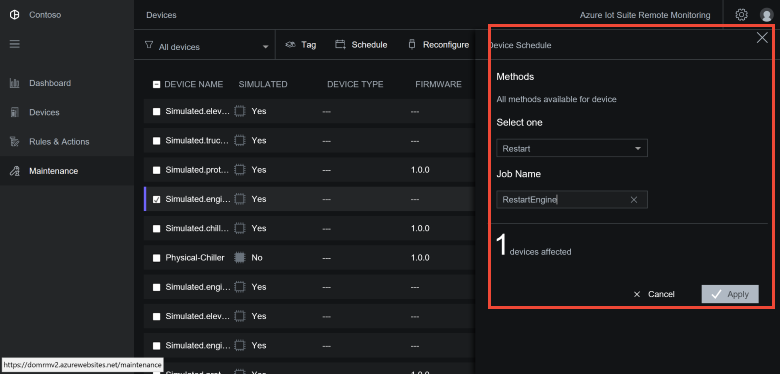 Contoso
Devices
Azure Iot Suite Remote Monitoring
All devices
Tag
Schedule
Reconfigure
Device Schedule
Dashboard
Devices
Rules & Actions
Maintenance
DEVICE NAME SIMULATED DEVICE TYPE FIRMWARE
Simulated.elev... Yes --- ---
Simulated.truc... Yes --- ---
Simulated.prot... Yes --- 1.0.0
Simulated.engi... Yes --- ---
Simulated.chill... Yes --- 1.0.0
Physical-Chiller No --- 1.0.0
Simulated.engi... Yes --- ---
Simulated.elev... Yes --- ---
Simulated.engi... Yes --- ---
Simulated.prot... Yes --- 1.0.0
Methods
All methods available for device
Select one
Restart
Job Name
RestartEngine
1 devices affected
Cancel
Apply
https://domrmv2.azurewebsites.net/maintenance